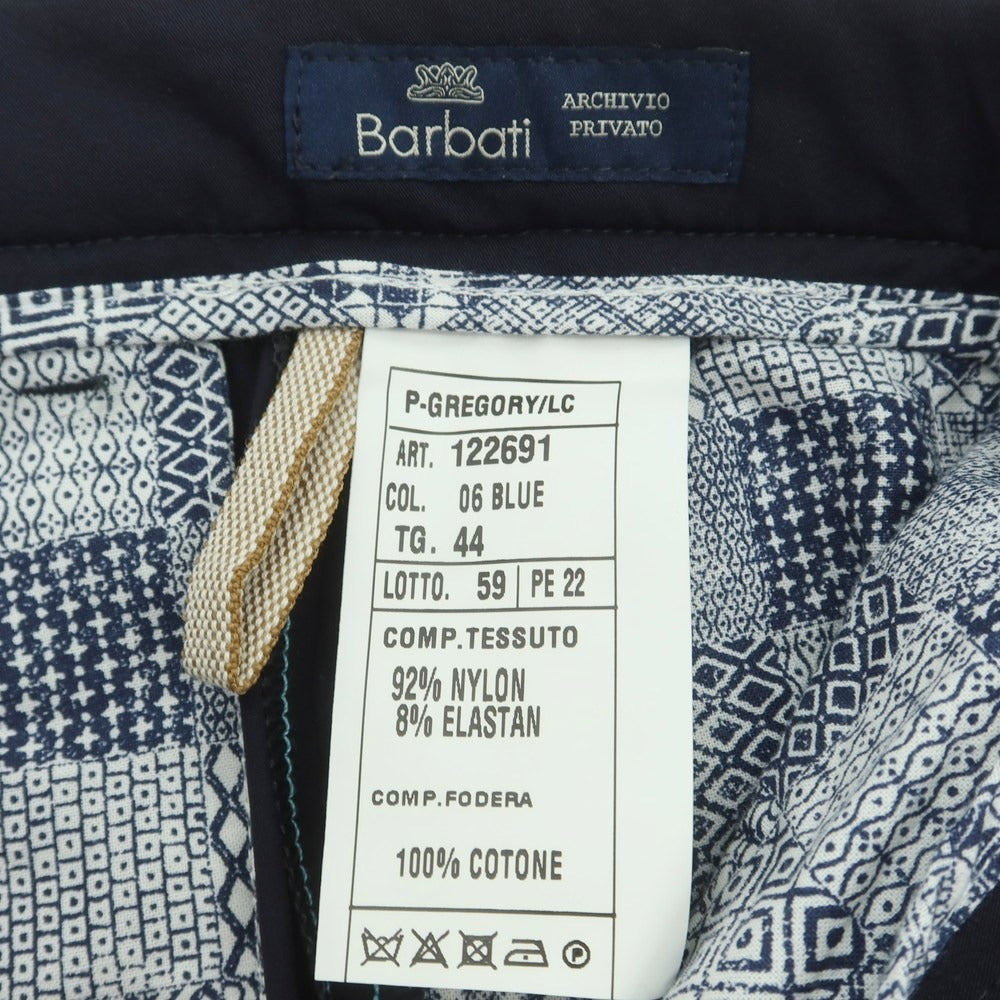 Barbati
ARCHIVIO
PRIVATO
P-GREGORY/LC
ART. 122691
COL. 06 BLUE
TG. 44
LOTTO. 59 PE 22
COMP.TESSUTO
92% NYLON
8% ELASTAN
COMP.FODERA
100% COTONE
P